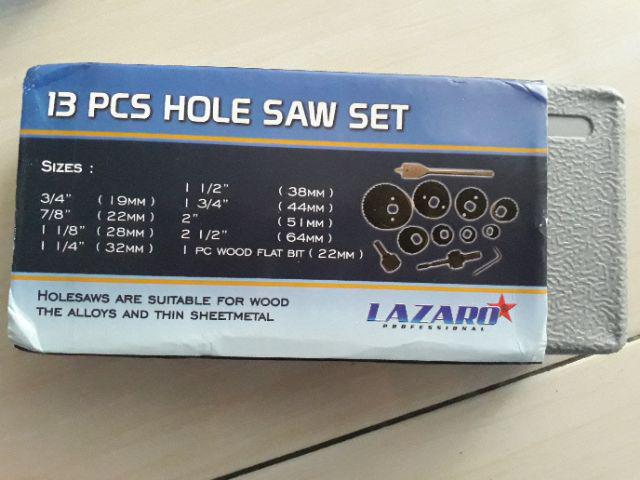 13 PCS HOLE SAW SET
SIZES :
3/4" (19MM)
7/8" (22MM)
1 1/8" (28MM)
1 1/4" (32MM)
1 1/2" (38MM)
1 3/4" (44MM)
2" (51MM)
2 1/2" (64MM)
1 PC WOOD FLAT BIT (22MM)
HOLESAWS ARE SUITABLE FOR WOOD
THE ALLOYS AND THIN SHEETMETAL
LAZARO
PROFESSIONAL